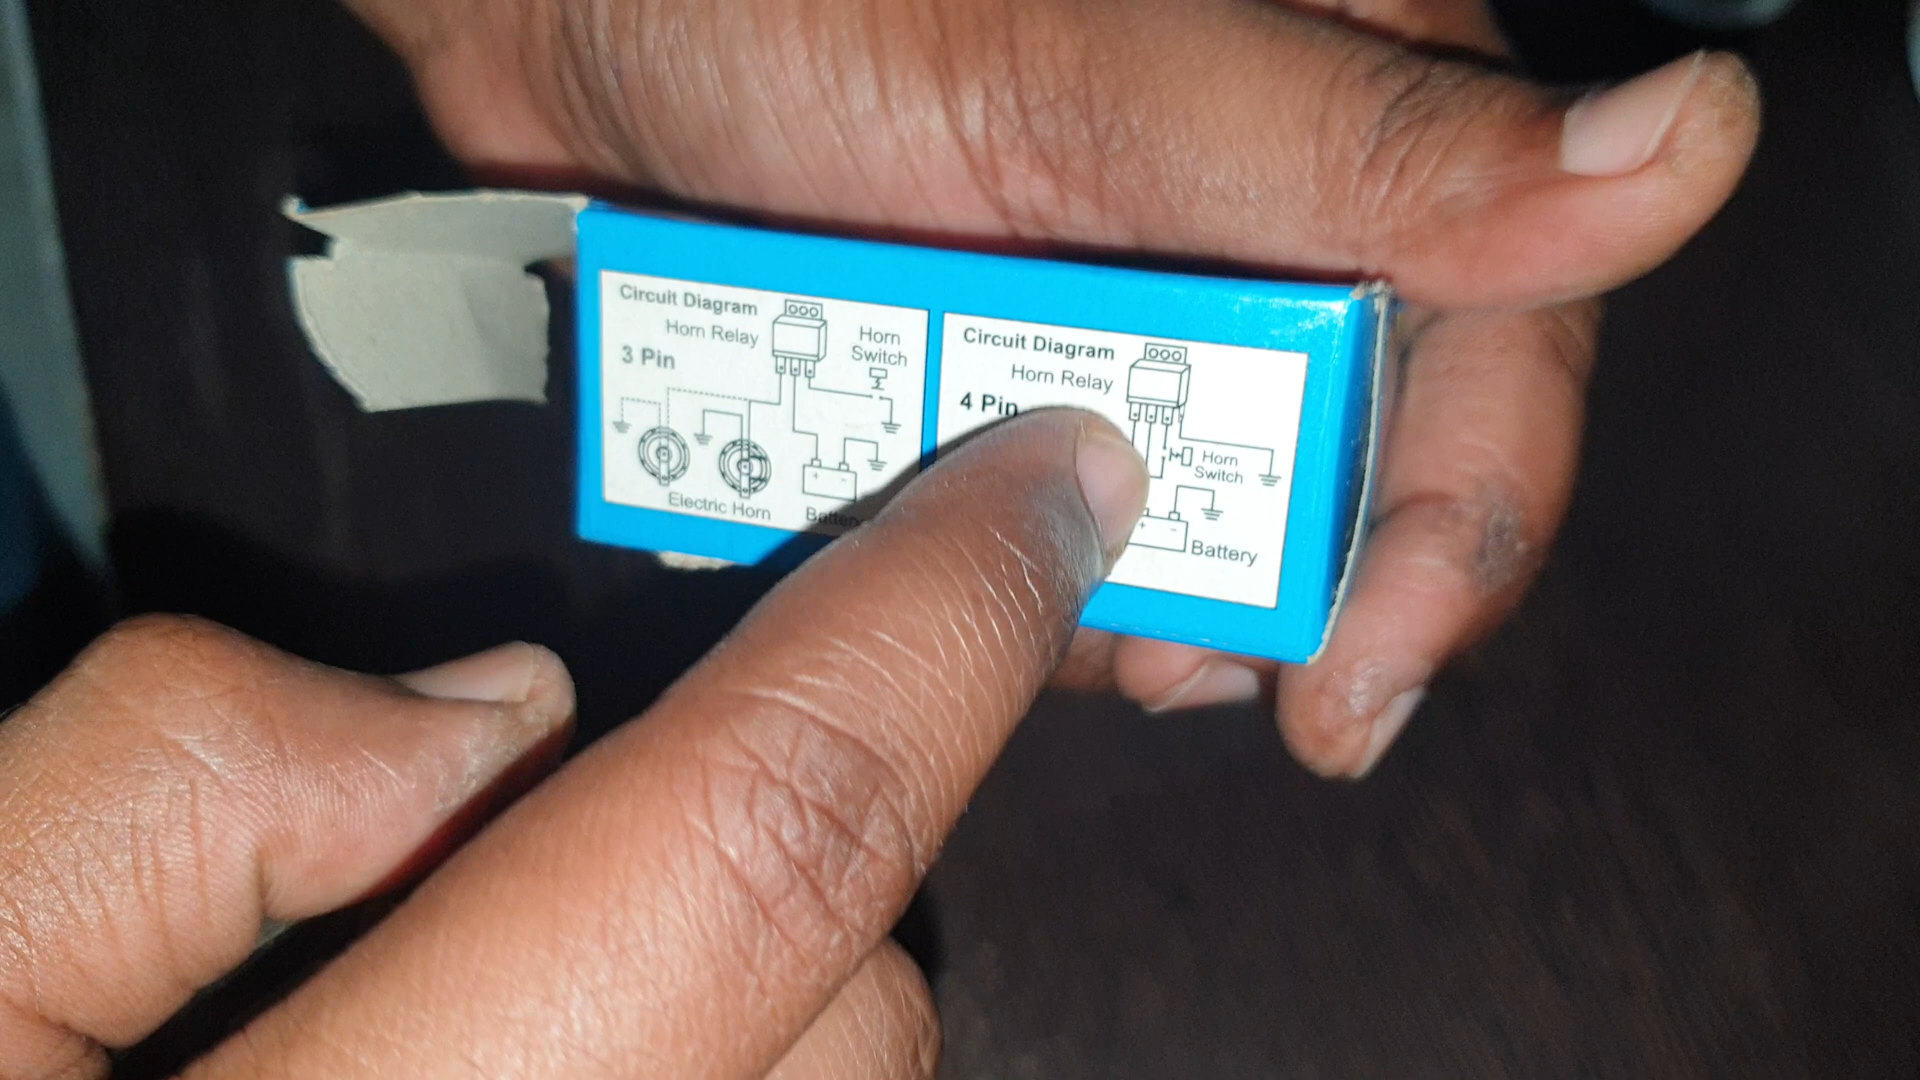 Circuit Diagram
Horn Relay
3 Pin
Horn
Switch
Electric Horn
Battery
+
-
Circuit Diagram
Horn Relay
4 Pin
Horn
Switch
+
-
Battery